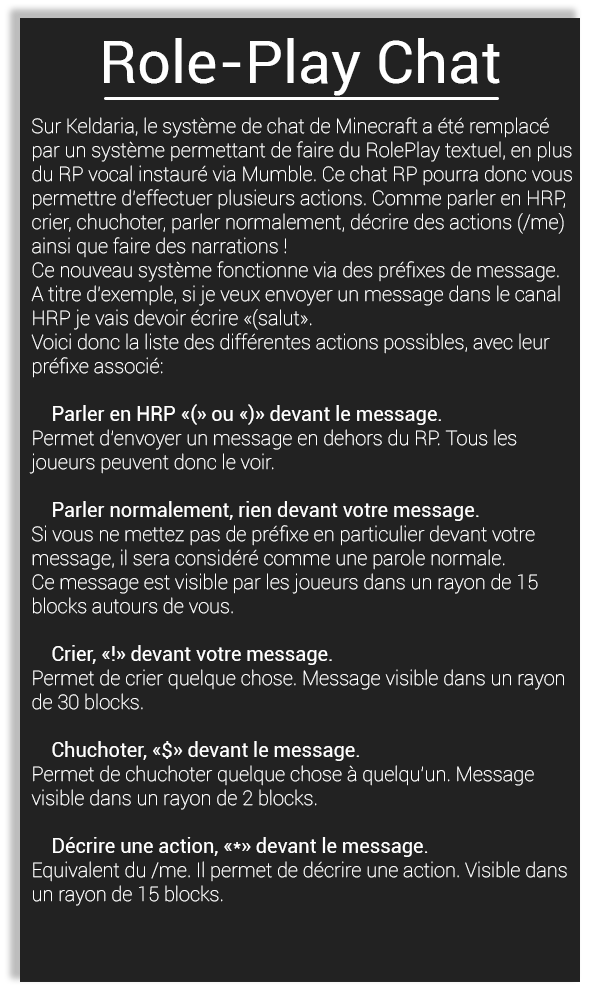 Role-Play Chat
Sur Keldaria, le système de chat de Minecraft a été remplacé
par un système permettant de faire du RolePlay textuel, en plus
du RP vocal instauré via Mumble. Ce chat RP pourra donc vous
permettre d'effectuer plusieurs actions. Comme parler en HRP,
crier, chuchoter, parler normalement, décrire des actions (/me)
ainsi que faire des narrations !
Ce nouveau système fonctionne via des préfixes de message.
A titre d'exemple, si je veux envoyer un message dans le canal
HRP je vais devoir écrire «(salut».
Voici donc la liste des différentes actions possibles, avec leur
préfixe associé:
Parler en HRP «(» ou «)» devant le message.
Permet d'envoyer un message en dehors du RP. Tous les
joueurs peuvent donc le voir.
Parler normalement, rien devant votre message.
Si vous ne mettez pas de préfixe en particulier devant votre
message, il sera considéré comme une parole normale.
Ce message est visible par les joueurs dans un rayon de 15
blocks autours de vous.
Crier, «!» devant votre message.
Permet de crier quelque chose. Message visible dans un rayon
de 30 blocks.
Chuchoter, «$» devant le message.
Permet de chuchoter quelque chose à quelqu'un. Message
visible dans un rayon de 2 blocks.
Décrire une action, «*» devant le message.
Equivalent du /me. Il permet de décrire une action. Visible dans
un rayon de 15 blocks.